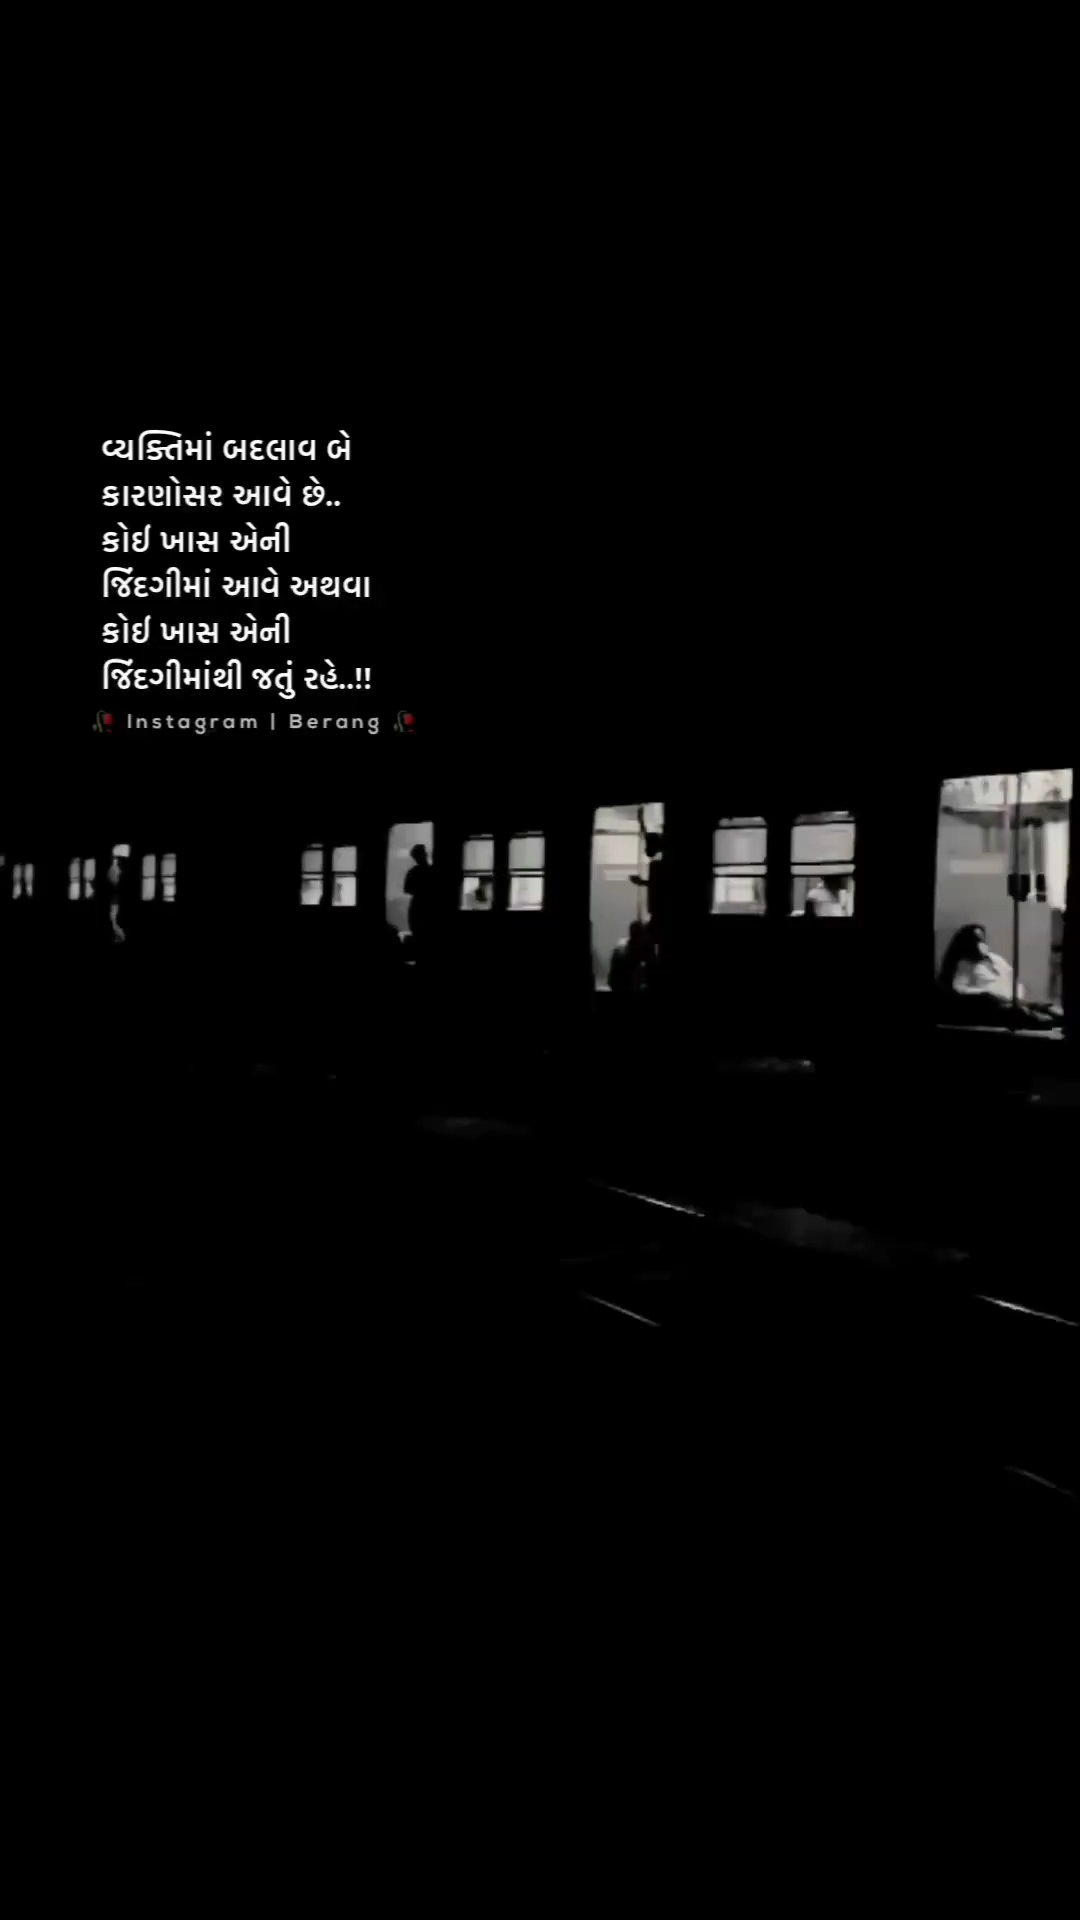 વ્યક્તિમાં બદલાવ બે
કારણોસર આવે છે..
કોઈ ખાસ એની
જિંદગીમાં આવે અથવા
કોઈ ખાસ એની
જિંદગીમાંથી જતું રહે..!!
🥀 Instagram | Berang 🥀